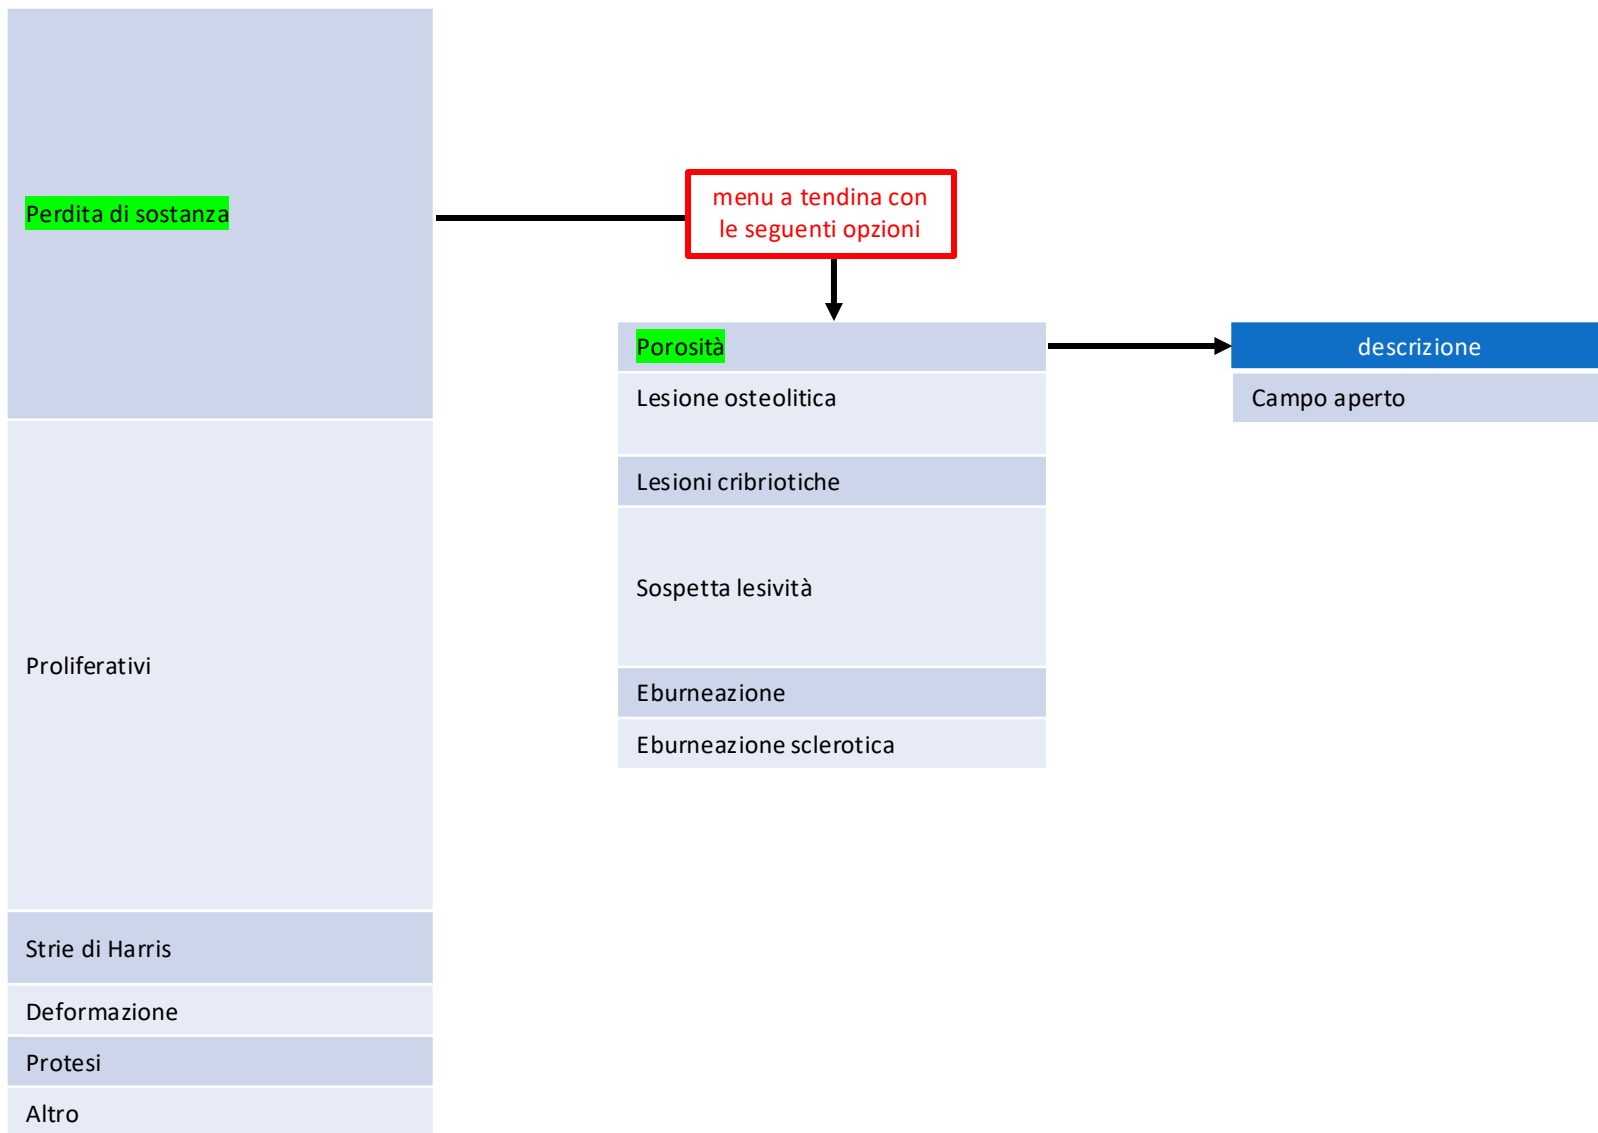 Perdita di sostanza
menu a tendina con
le seguenti opzioni
Porosità
descrizione
Lesione osteolitica
Campo aperto
Lesioni cribriotiche
Sospetta lesività
Proliferativi
Eburneazione
Eburneazione sclerotica
Strie di Harris
Deformazione
Protesi
Altro